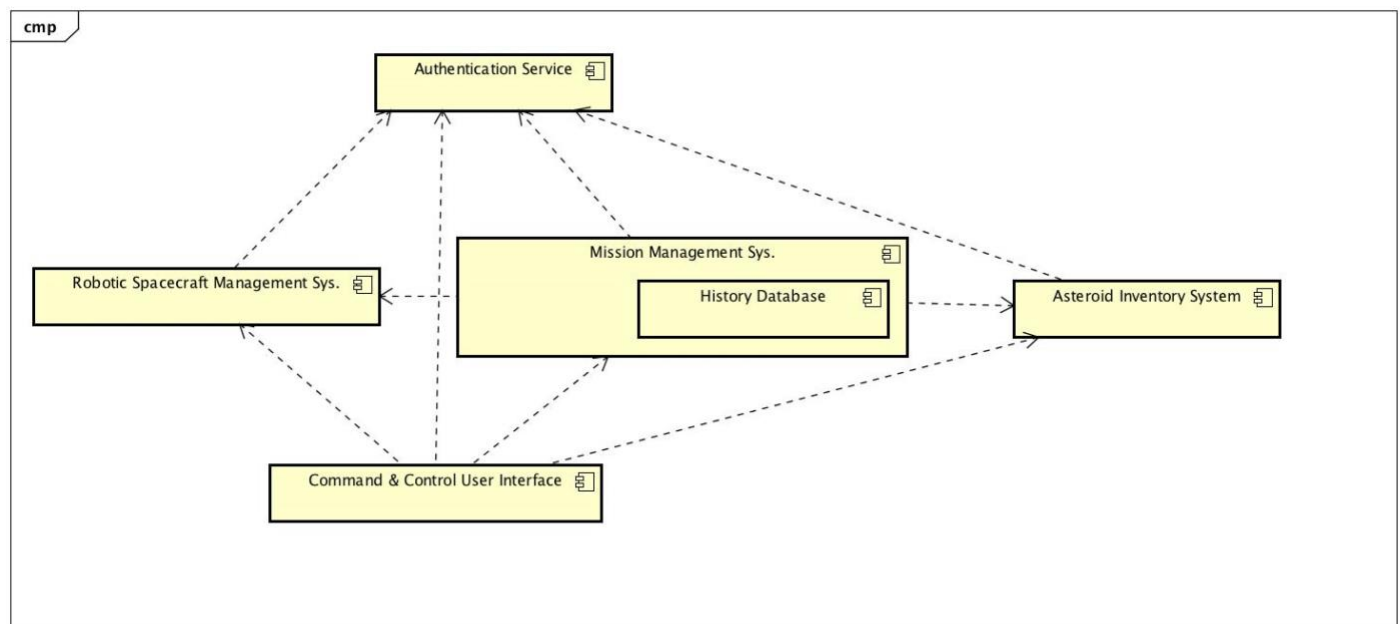 cmp
Authentication Service
Mission Management Sys.
Robotic Spacecraft Management Sys.
History Database
Asteroid Inventory System
Command & Control User Interface